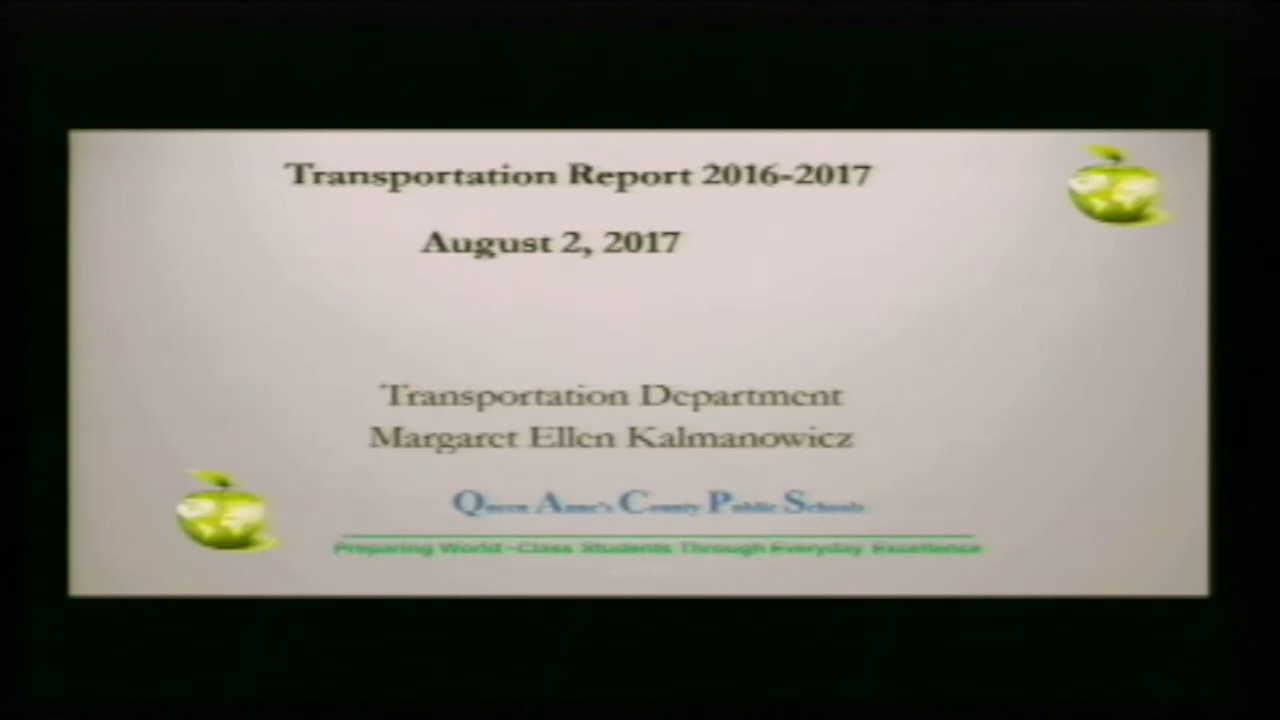 Transportation Report 2016-2017
August 2, 2017
Transportation Department
Margaret Ellen Kalmanowicz
Queen Anne's County Public Schools
Preparing World-Class Students Through Everyday Excellence